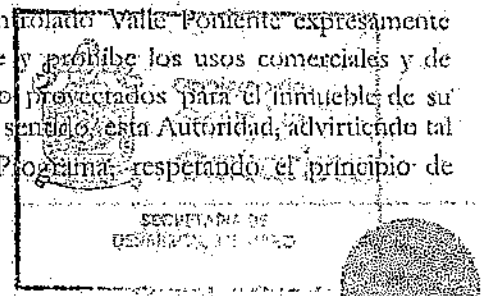 ntrolado Valle Poniente expresamente
e y prohibe los usos comerciales y de
o proyectados para el inmueble de su
sentido, esta Autoridad, advirtiendo tal
Programa, respetando el principio de
SECRETARIA DE